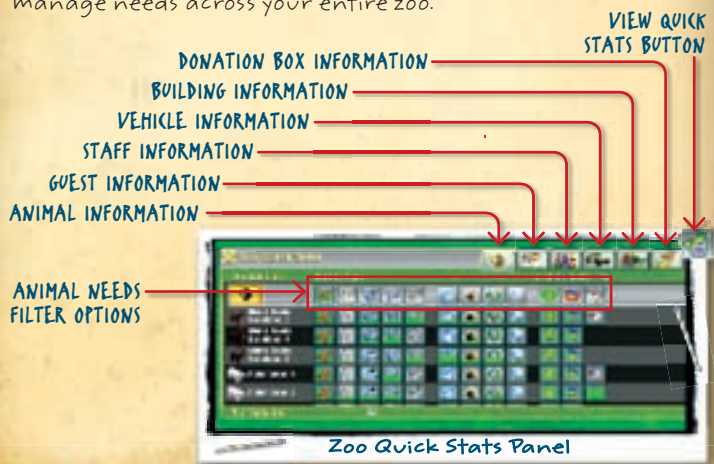 manage needs across your entire zoo.
VIEW QUICK
STATS BUTTON
DONATION BOX INFORMATION
BUILDING INFORMATION
VEHICLE INFORMATION
STAFF INFORMATION
GUEST INFORMATION
ANIMAL INFORMATION
ANIMAL NEEDS
FILTER OPTIONS
Zoo Quick Stats Panel